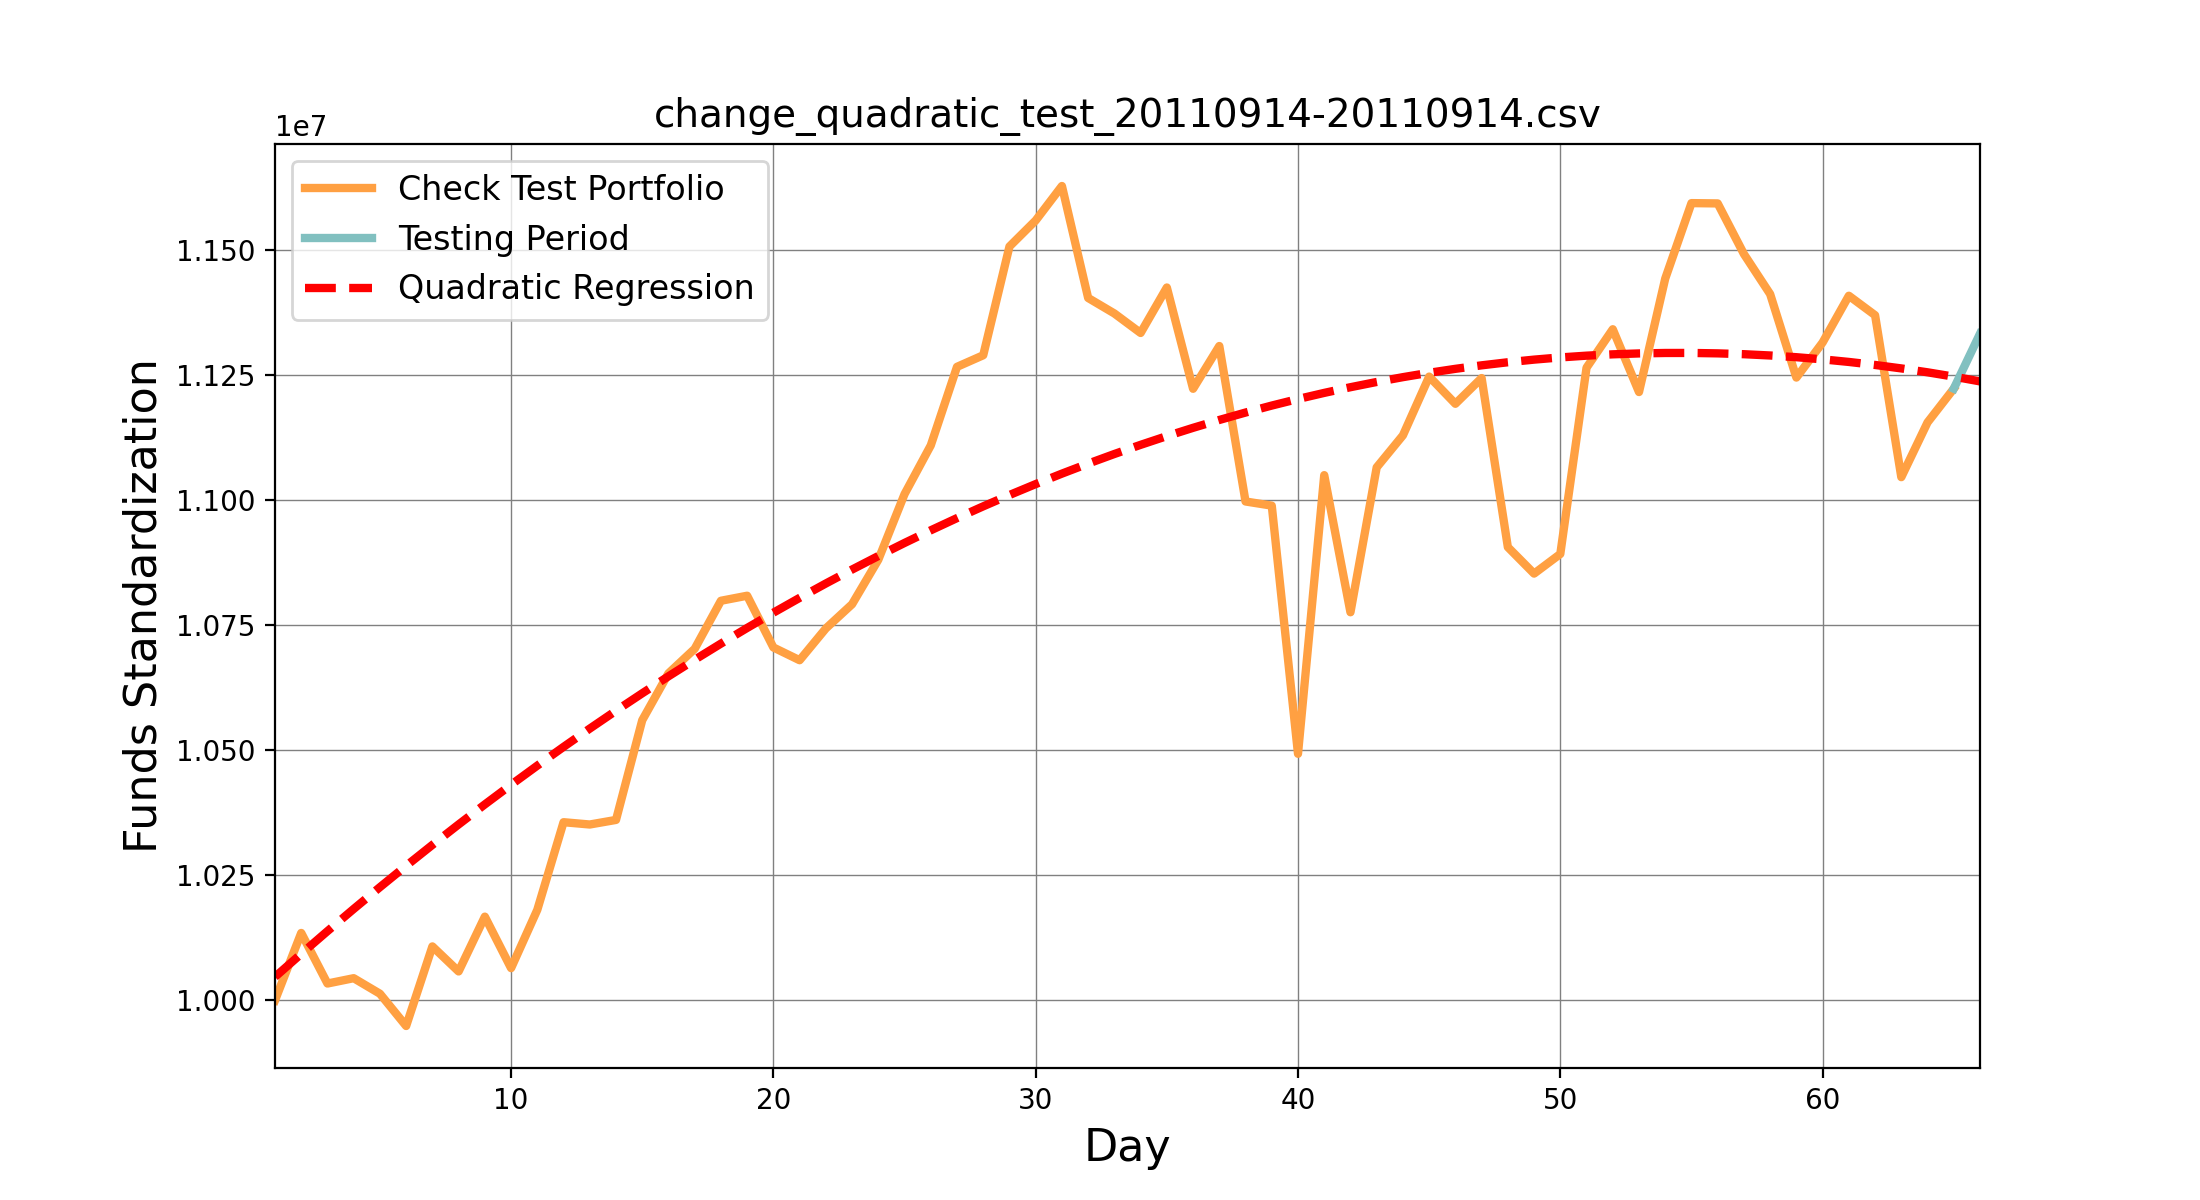 change_quadratic_test_20110914-20110914.csv
1e7
Check Test Portfolio
Testing Period
Quadratic Regression
1.150
1.125
1.100
1.075
1.050
1.025
1.000
Funds Standardization
10 20 30 40 50 60
Day